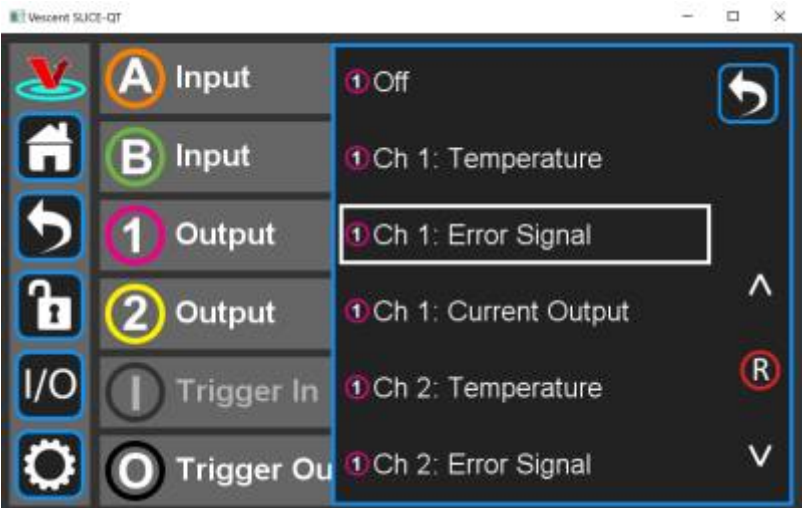 Vescent SLICE-QT
A Input
B Input
1 Output
2 Output
I/O
I Trigger In
O Trigger Ou
1 Off
1 Ch 1: Temperature
1 Ch 1: Error Signal
1 Ch 1: Current Output
1 Ch 2: Temperature
1 Ch 2: Error Signal
R